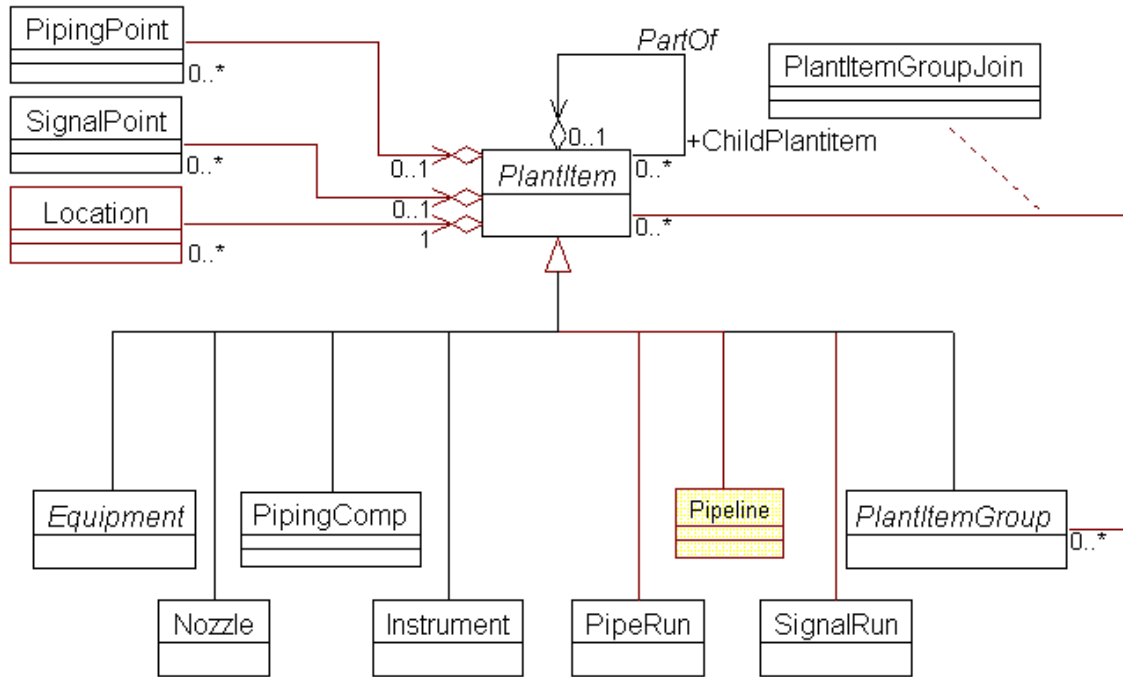 PipingPoint
0..*
PartOf
PlantItemGroupJoin
SignalPoint
0..*
0..1
0..1
+ChildPlantitem
0..*
PlantItem
Location
0..*
0..1
1
0..*
Equipment
PipingComp
Pipeline
PlantItemGroup
0..*
Nozzle
Instrument
PipeRun
SignalRun